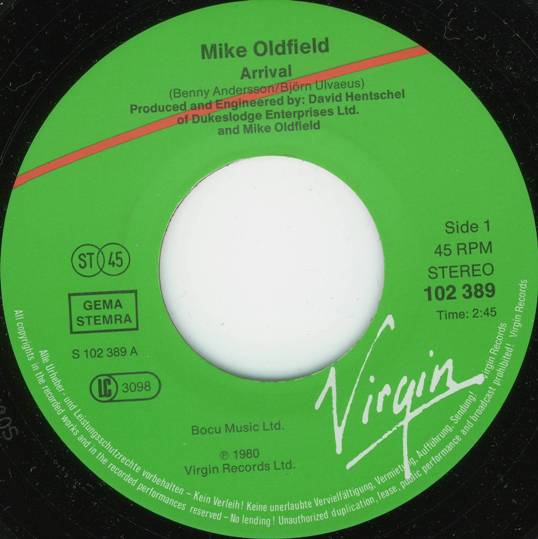 Mike Oldfield
Arrival
(Benny Andersson/Björn Ulvaeus)
Produced and Engineered by: David Hentschel
of Dukeslodge Enterprises Ltd.
and Mike Oldfield
ST 45
GEMA
STEMRA
S 102 389 A
LC 3098
Side 1
45 RPM
STEREO
102 389
Time: 2:45
Virgin
Bocu Music Ltd.
℗ 1980
Virgin Records Ltd.
Alle Urheber- und Leistungsschutzrechte vorbehalten – Kein Verleih! Keine unerlaubte Vervielfältigung, Vermietung, Aufführung, Sendung! Virgin Records
All copyrights in the recorded works and in the recorded performances reserved – No lending! Unauthorized duplication, lease, public performance and broadcast prohibited! Virgin Records